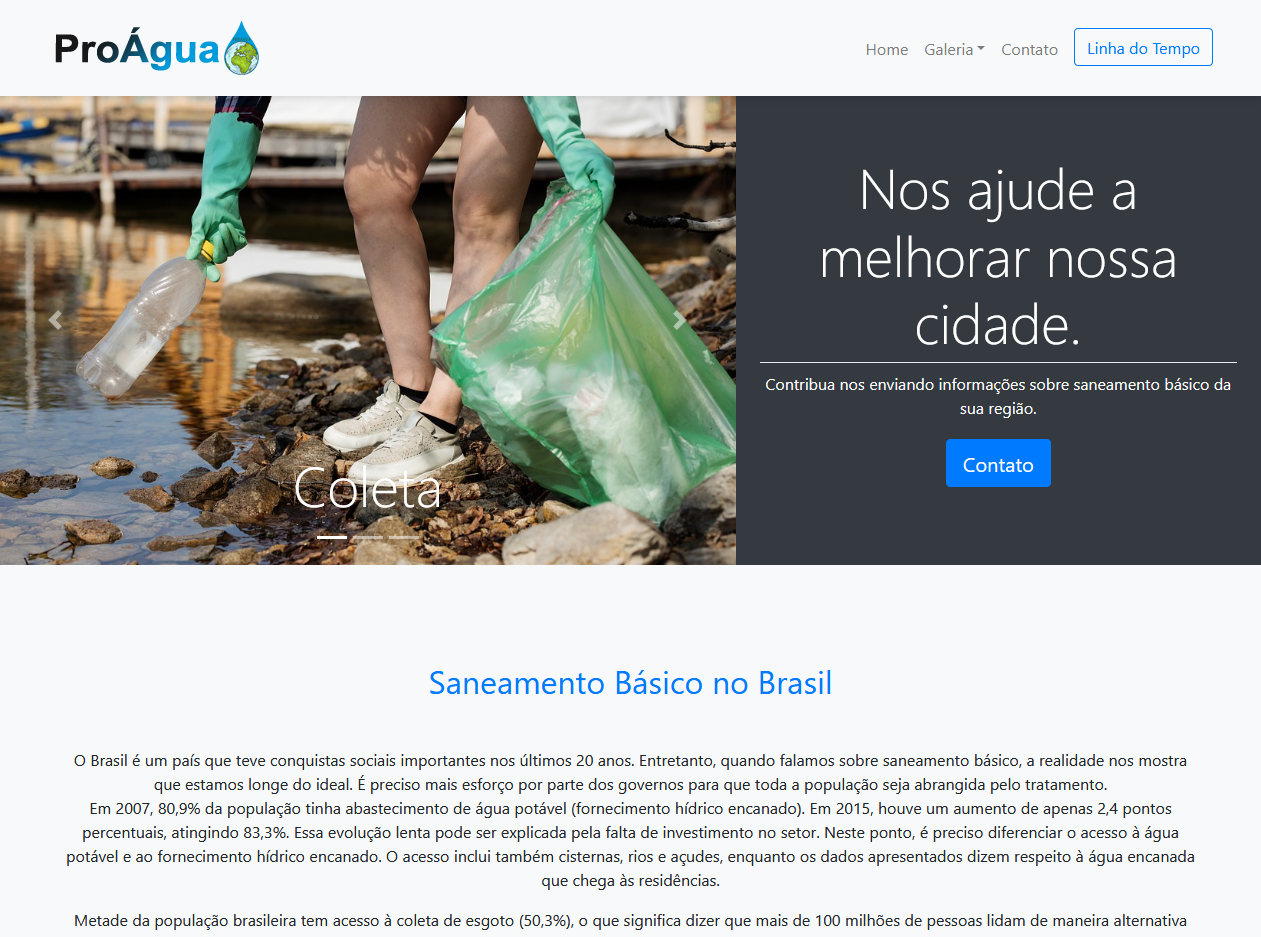 ProÁgua
Home Galeria Contato Linha do Tempo
Coleta
Nos ajude a
melhorar nossa
cidade.
Contribua nos enviando informações sobre saneamento básico da
sua região.
Contato
Saneamento Básico no Brasil
O Brasil é um país que teve conquistas sociais importantes nos últimos 20 anos. Entretanto, quando falamos sobre saneamento básico, a realidade nos mostra
que estamos longe do ideal. É preciso mais esforço por parte dos governos para que toda a população seja abrangida pelo tratamento.
Em 2007, 80,9% da população tinha abastecimento de água potável (fornecimento hídrico encanado). Em 2015, houve um aumento de apenas 2,4 pontos
percentuais, atingindo 83,3%. Essa evolução lenta pode ser explicada pela falta de investimento no setor. Neste ponto, é preciso diferenciar o acesso à água
potável e ao fornecimento hídrico encanado. O acesso inclui também cisternas, rios e açudes, enquanto os dados apresentados dizem respeito à água encanada
que chega às residências.
Metade da população brasileira tem acesso à coleta de esgoto (50,3%), o que significa dizer que mais de 100 milhões de pessoas lidam de maneira alternativa